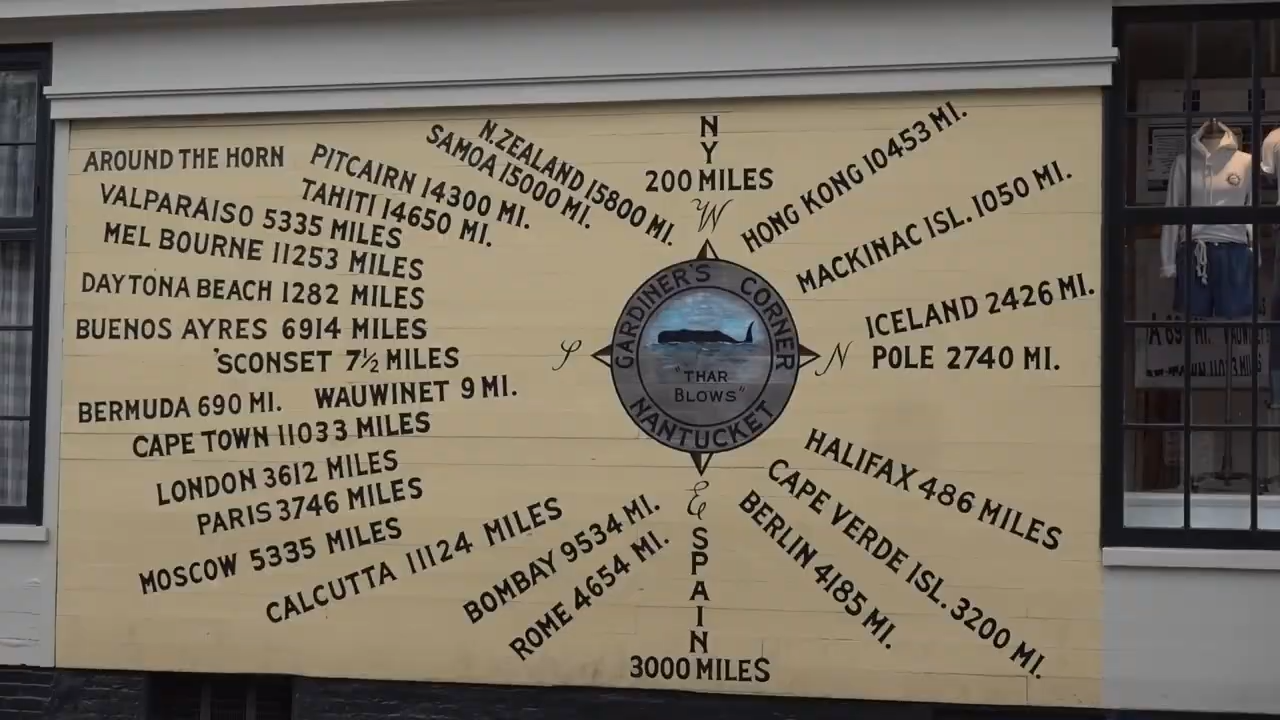 AROUND THE HORN
PITCAIRN 14300 MI.
TAHITI 14650 MI.
SAMOA 15000 MI.
N.ZEALAND 15800 MI.
VALPARAISO 5335 MILES
MEL BOURNE 11253 MILES
DAYTONA BEACH 1282 MILES
BUENOS AYRES 6914 MILES
'SCONSET 7½ MILES
BERMUDA 690 MI.
WAUWINET 9 MI.
CAPE TOWN 11033 MILES
LONDON 3612 MILES
PARIS 3746 MILES
MOSCOW 5335 MILES
CALCUTTA 11124 MILES
BOMBAY 9534 MI.
ROME 4654 MI.
NY
200 MILES
W
S
GARDINER'S CORNER
"THAR
BLOWS"
NANTUCKET
N
E
SPAIN
3000 MILES
HONG KONG 10453 MI.
MACKINAC ISL. 1050 MI.
ICELAND 2426 MI.
POLE 2740 MI.
HALIFAX 486 MILES
CAPE VERDE ISL. 3200 MI.
BERLIN 4185 MI.